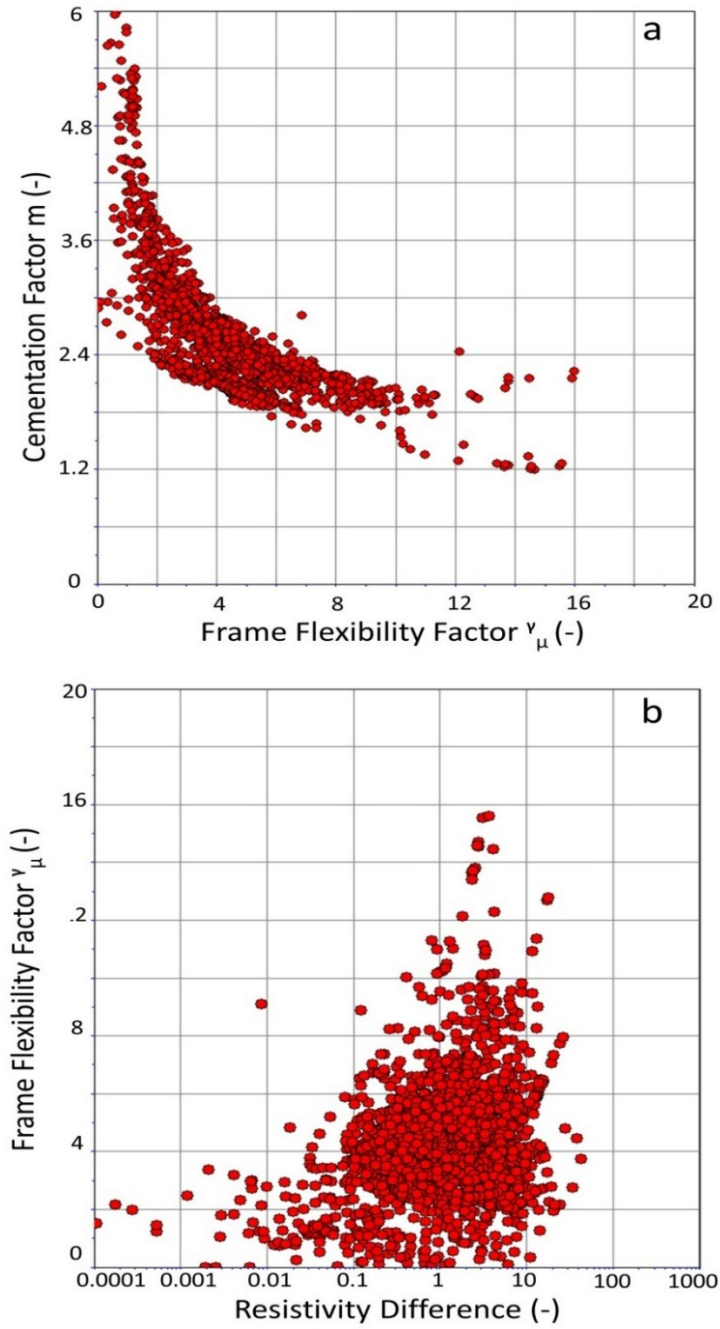 a
6
4.8
3.6
2.4
1.2
0
Cementation Factor m (-)
0 4 8 12 16 20
Frame Flexibility Factor γμ (-)
b
20
16
.2
8
4
0
Frame Flexibility Factor γμ (-)
0.0001 0.001 0.01 0.1 1 10 100 1000
Resistivity Difference (-)